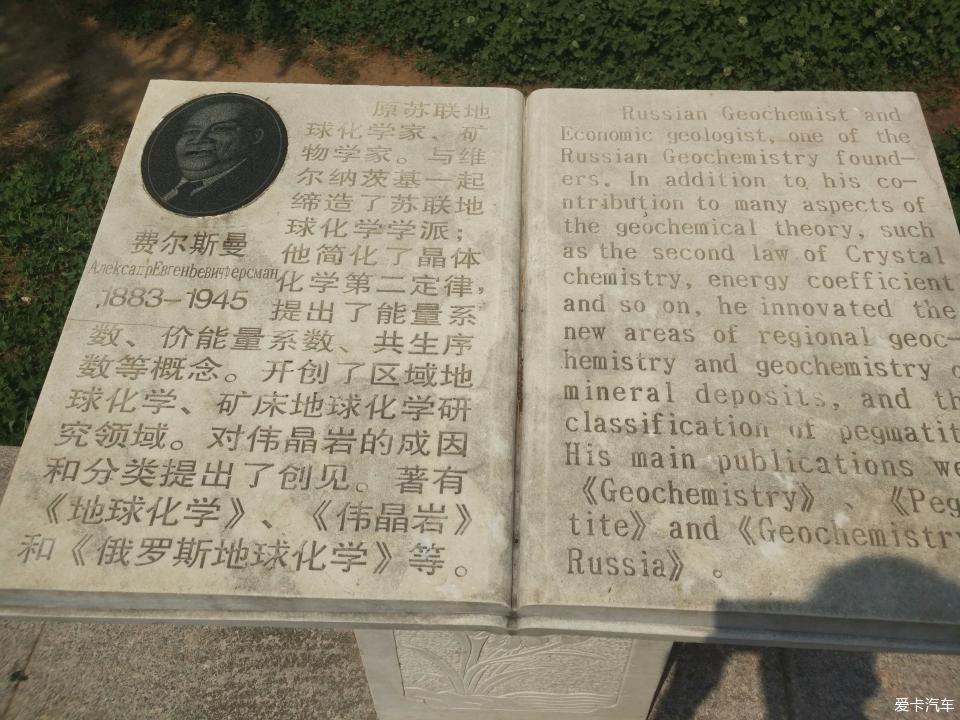 原苏联地
球化学家、矿
物学家。与维
尔纳茨基一起
缔造了苏联地
球化学学派；
他简化了晶体
化学第二定律，
提出了能量系
数、价能量系数、共生序
数等概念。开创了区域地
球化学、矿床地球化学研
究领域。对伟晶岩的成因
和分类提出了创见。著有
《地球化学》、《伟晶岩》
和《俄罗斯地球化学》等。
费尔斯曼
1883-1945
Russian Geochemist and
Economic geologist, one of the
Russian Geochemistry found-
ers. In addition to his co-
ntribution to many aspects of
the geochemical theory, such
as the second law of Crystal
chemistry, energy coefficient
and so on, he innovated the
new areas of regional geoc-
hemistry and geochemistry
mineral deposits, and
classification of
His main publications
《Geochemistry》、《Peg
tite》 and 《Geochemistry
Russia》。
爱卡汽车